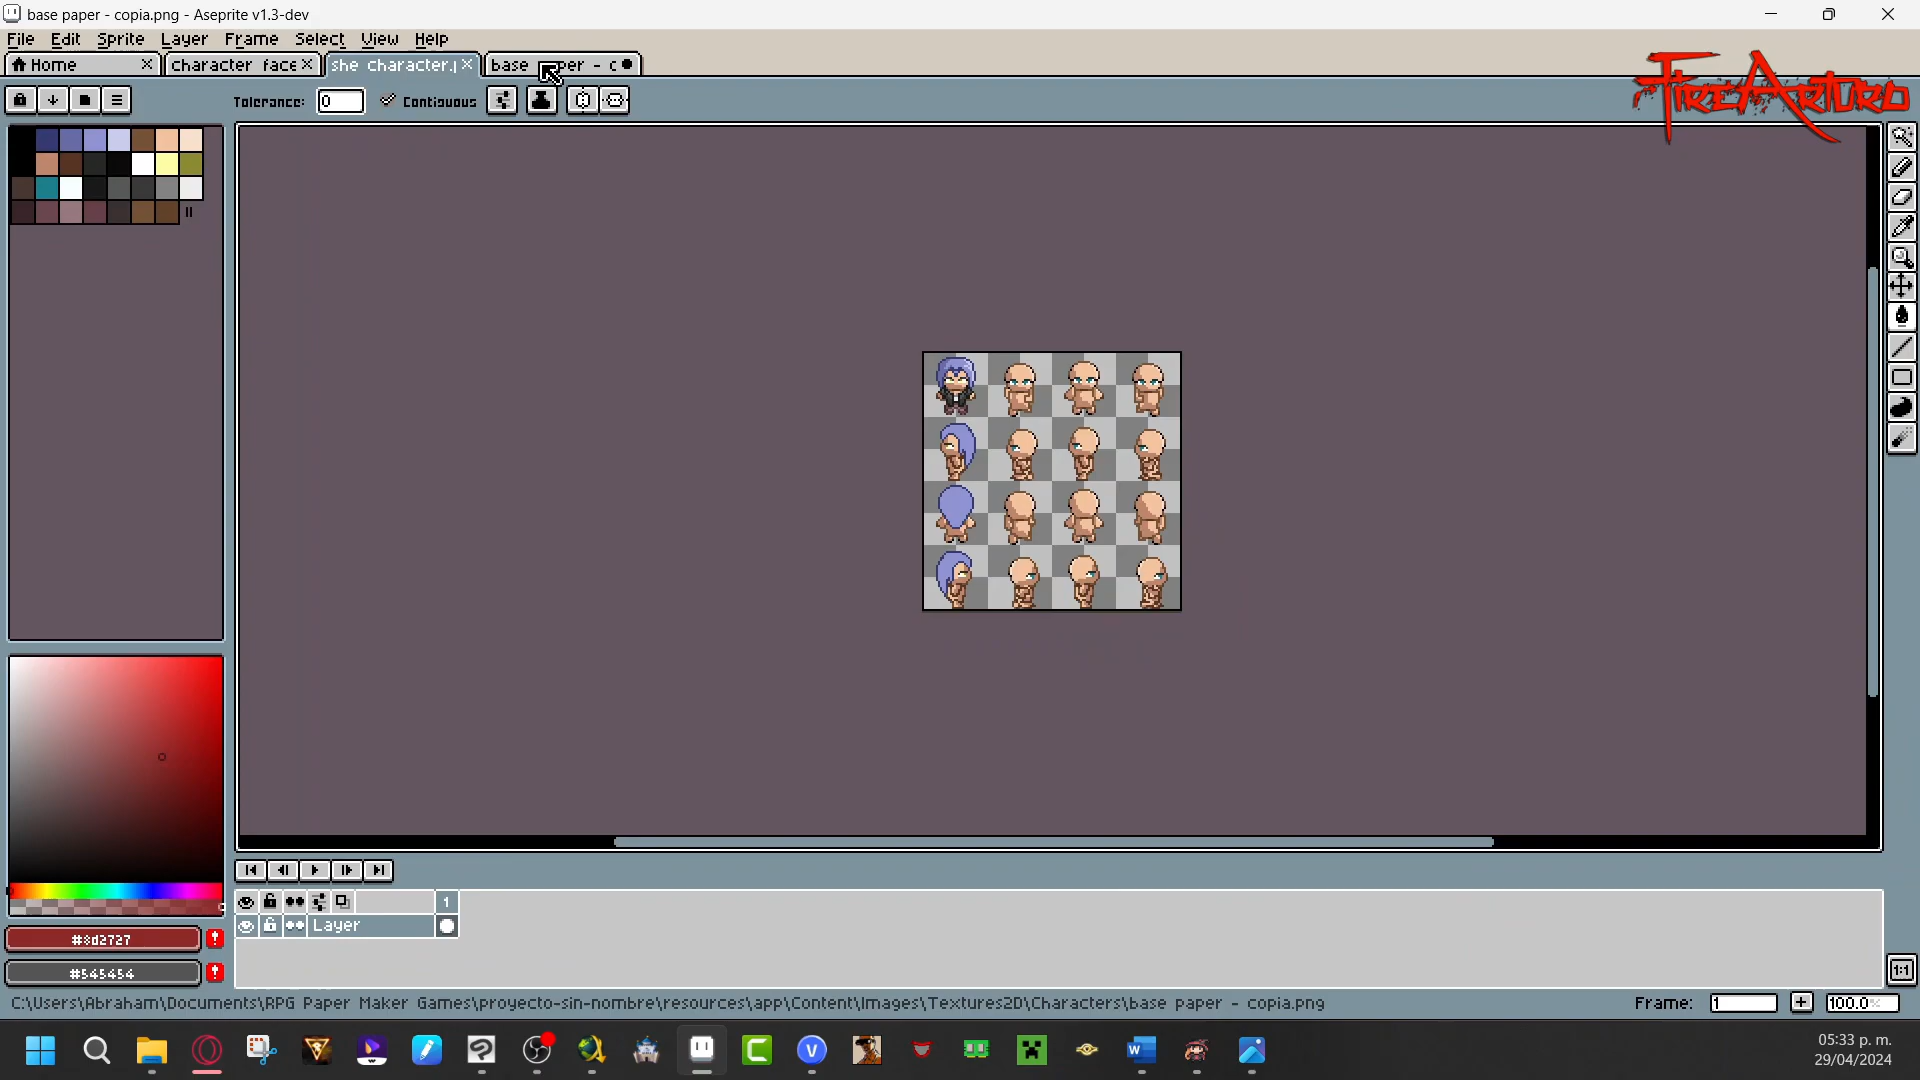 base paper - copia.png - Aseprite v1.3-dev
File Edit Sprite Layer Frame Select View Help
Home
character face
she character.p
base per - c
FireArturo
Tolerance: 0 Contiguous
#8d2727
#545454
1
Layer
1:1
C:\Users\Abraham\Documents\RPG Paper Maker Games\proyecto-sin-nombre\resources\app\Content\Images\Textures2D\Characters\base paper - copia.png
Frame: 1 + 100.0
05:33 p. m.
29/04/2024